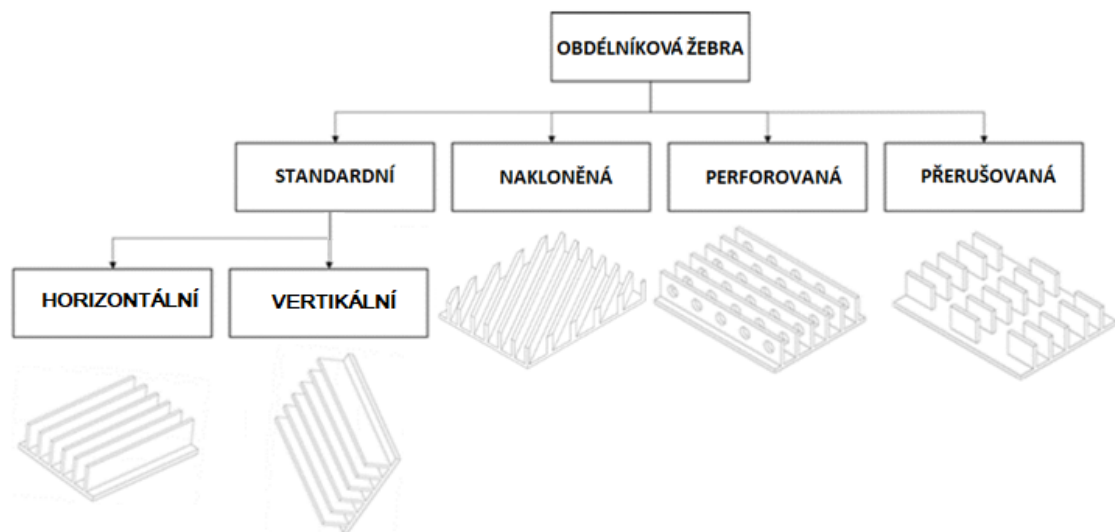 OBDÉLNÍKOVÁ ŽEBRA
STANDARDNÍ
NAKLONĚNÁ
PERFOROVANÁ
PŘERUŠOVANÁ
HORIZONTÁLNÍ
VERTIKÁLNÍ